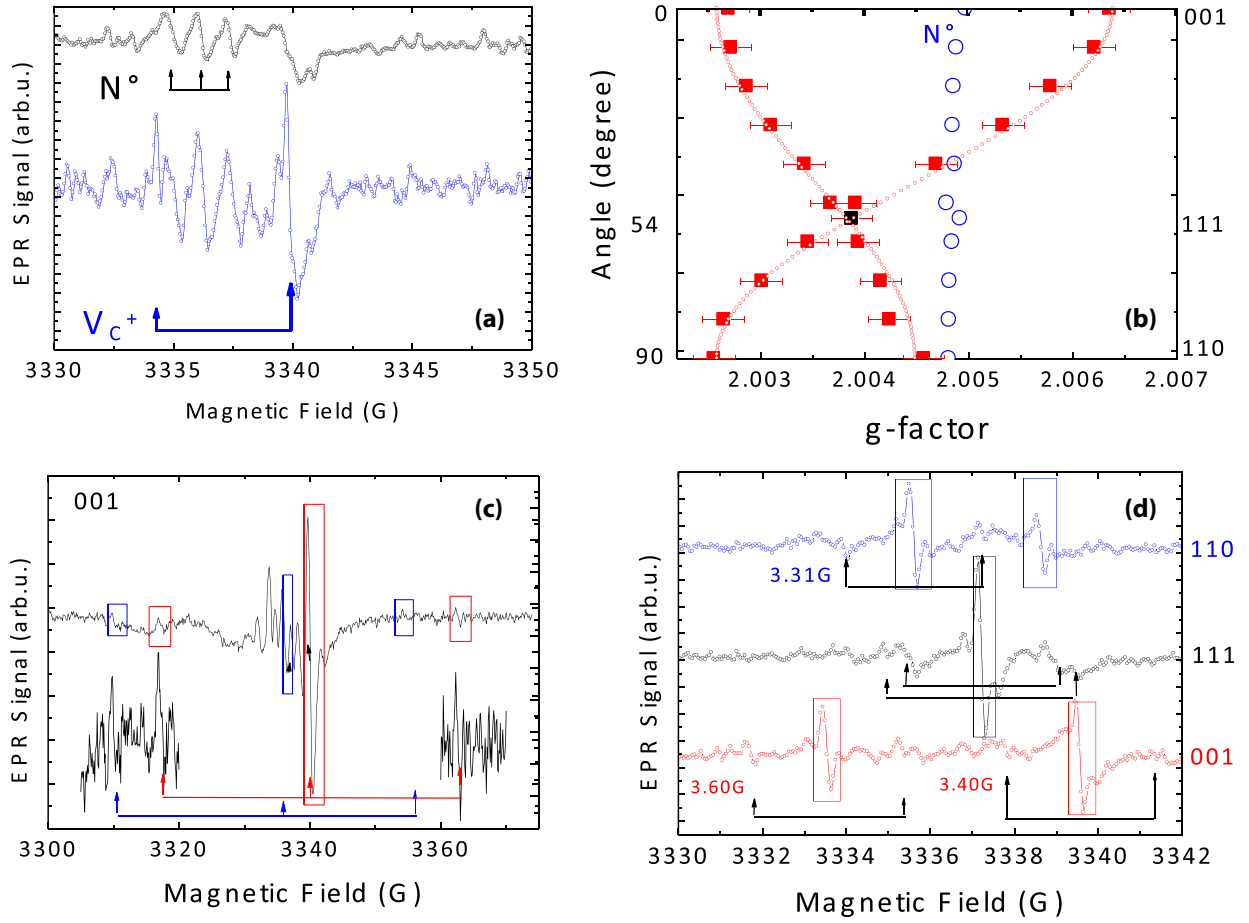 EPR Signal (arb.u.)
N°
V C +
(a)
3330 3335 3340 3345 3350
Magnetic Field (G)
Angle (degree)
0
54
90
N°
001
111
110
(b)
2.003 2.004 2.005 2.006 2.007
g-factor
EPR Signal (arb.u.)
001
(c)
3300 3320 3340 3360
Magnetic Field (G)
EPR Signal (arb.u.)
(d)
110
3.31G
111
001
3.60G
3.40G
3330 3332 3334 3336 3338 3340 3342
Magnetic Field (G)